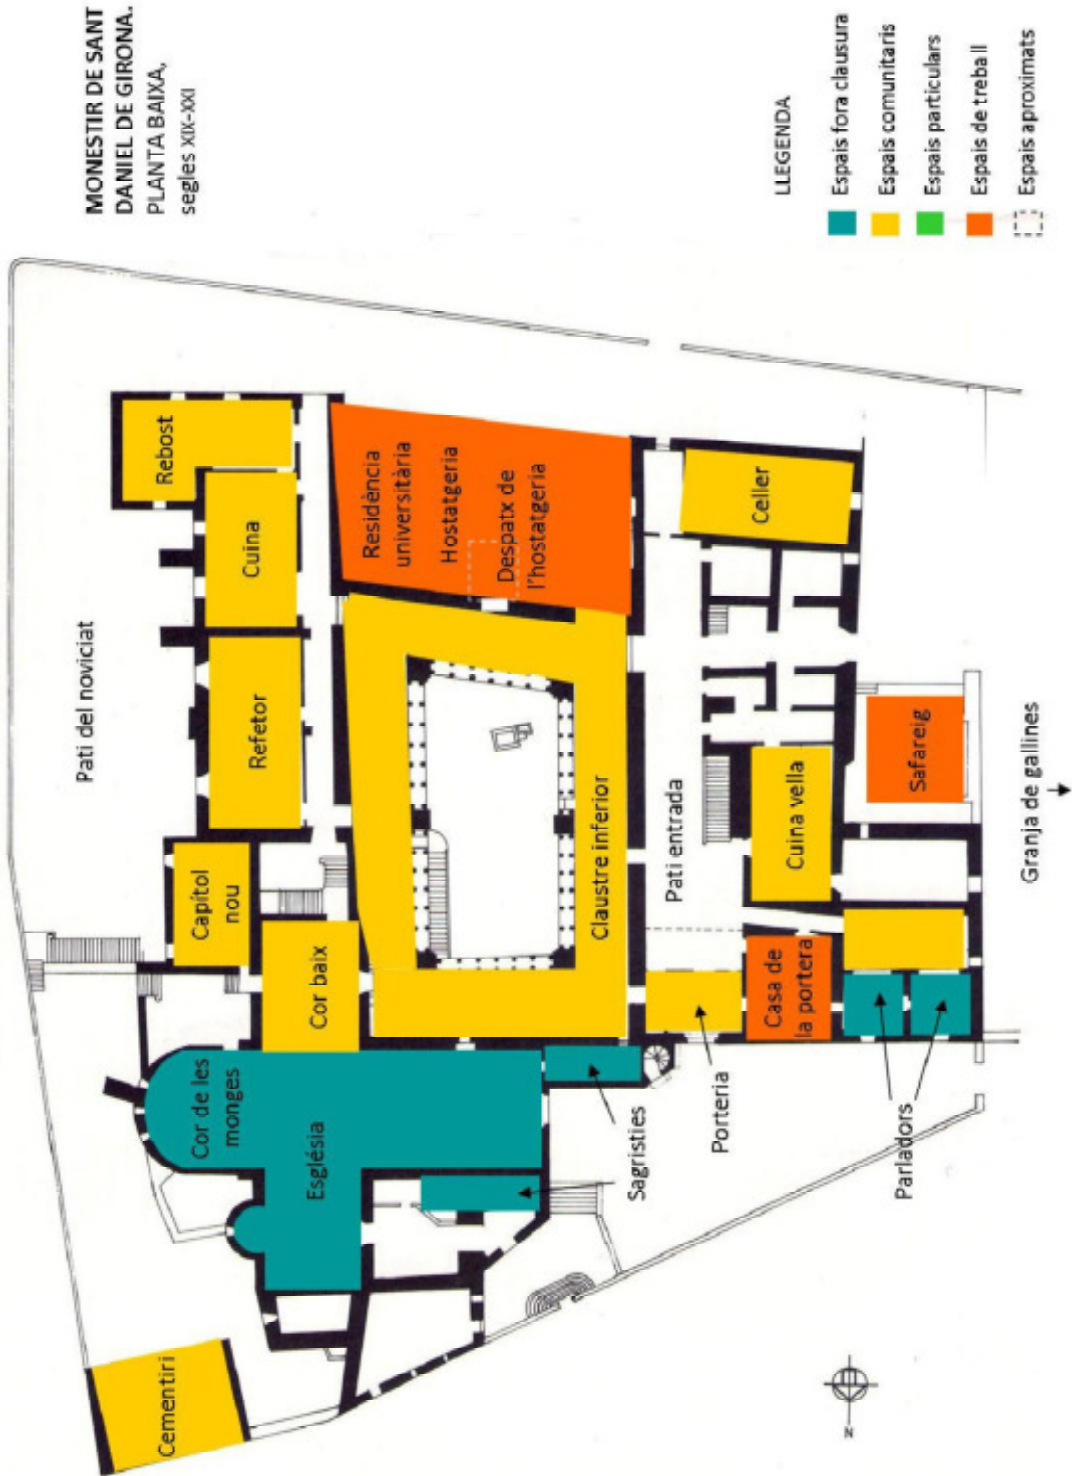 MONESTIR DE SANT
DANIEL DE GIRONA.
PLANTA BAIXA,
segles XIX-XXI
Pati del noviciat
Rebost
Cuina
Refetor
Capítol
nou
Cor baix
Cor de les
monges
Església
Cementiri
Residència
universitària
Hostatgeria
Despatx de
l'hostatgeria
Claustre inferior
Sagristies
Pati entrada
Celler
Cuina vella
Casa de
la portera
Porteria
Parladors
Safareig
Granja de gallines
LLEGENDA
Espais fora clausura
Espais comunitaris
Espais particulars
Espais de treball
Espais aproximats
N